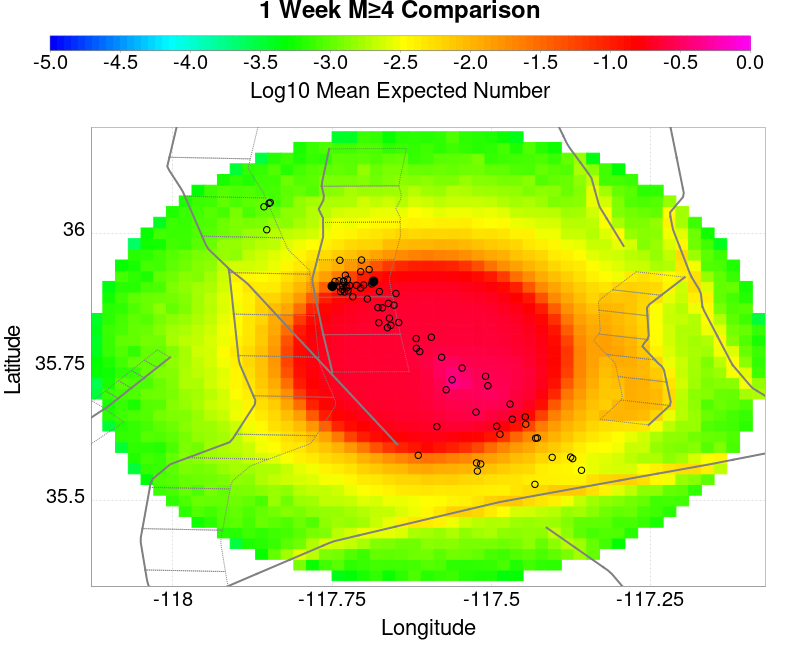 1 Week M≥4 Comparison
-5.0 -4.5 -4.0 -3.5 -3.0 -2.5 -2.0 -1.5 -1.0 -0.5 0.0
Log10 Mean Expected Number
36
35.75
35.5
Latitude
-118 -117.75 -117.5 -117.25
Longitude